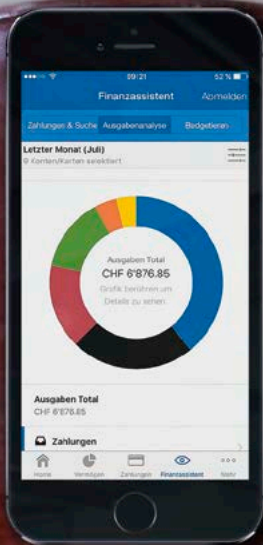 09:21 52 %
Finanzassistent Abmelden
Zahlungen & Suche Ausgabenanalyse Budgetieren
Letzter Monat (Juli)
9 Konten/Karten selektiert
Ausgaben Total
CHF 6'876.85
Grafik berühren um
Details zu sehen
Ausgaben Total
CHF 6'876.85
Zahlungen
Home Vermögen Zahlungen Finanzassistent Mehr